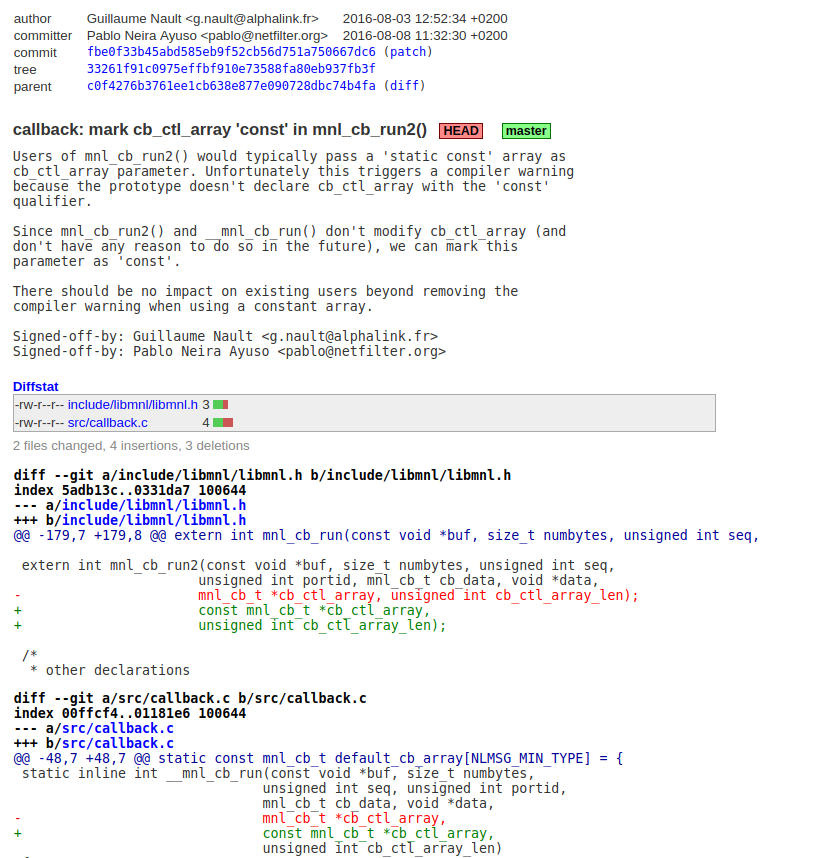 author Guillaume Nault <g.nault@alphalink.fr> 2016-08-03 12:52:34 +0200
committer Pablo Neira Ayuso <pablo@netfilter.org> 2016-08-08 11:32:30 +0200
commit fbe0f33b45abd585eb9f52cb56d751a750667dc6 (patch)
tree 33261f91c0975effbf910e73588fa80eb937fb3f
parent c0f4276b3761ee1cb638e877e090728dbc74b4fa (diff)
callback: mark cb_ctl_array 'const' in mnl_cb_run2() HEAD master
Users of mnl_cb_run2() would typically pass a 'static const' array as
cb_ctl_array parameter. Unfortunately this triggers a compiler warning
because the prototype doesn't declare cb_ctl_array with the 'const'
qualifier.
Since mnl_cb_run2() and __mnl_cb_run() don't modify cb_ctl_array (and
don't have any reason to do so in the future), we can mark this
parameter as 'const'.
There should be no impact on existing users beyond removing the
compiler warning when using a constant array.
Signed-off-by: Guillaume Nault <g.nault@alphalink.fr>
Signed-off-by: Pablo Neira Ayuso <pablo@netfilter.org>
Diffstat
-rw-r--r-- include/libmnl/libmnl.h 3
-rw-r--r-- src/callback.c 4
2 files changed, 4 insertions, 3 deletions
diff --git a/include/libmnl/libmnl.h b/include/libmnl/libmnl.h
index 5adb13c..0331da7 100644
--- a/include/libmnl/libmnl.h
+++ b/include/libmnl/libmnl.h
@@ -179,7 +179,8 @@ extern int mnl_cb_run(const void *buf, size_t numbytes, unsigned int seq,
 extern int mnl_cb_run2(const void *buf, size_t numbytes, unsigned int seq,
                       unsigned int portid, mnl_cb_t cb_data, void *data,
-                      mnl_cb_t *cb_ctl_array, unsigned int cb_ctl_array_len);
+                      const mnl_cb_t *cb_ctl_array,
+                      unsigned int cb_ctl_array_len);
 /*
  * other declarations
diff --git a/src/callback.c b/src/callback.c
index 00ffcf4..01181e6 100644
--- a/src/callback.c
+++ b/src/callback.c
@@ -48,7 +48,7 @@ static const mnl_cb_t default_cb_array[NLMSG_MIN_TYPE] = {
 static inline int __mnl_cb_run(const void *buf, size_t numbytes,
                               unsigned int seq, unsigned int portid,
                               mnl_cb_t cb_data, void *data,
-                              mnl_cb_t *cb_ctl_array,
+                              const mnl_cb_t *cb_ctl_array,
                               unsigned int cb_ctl_array_len)